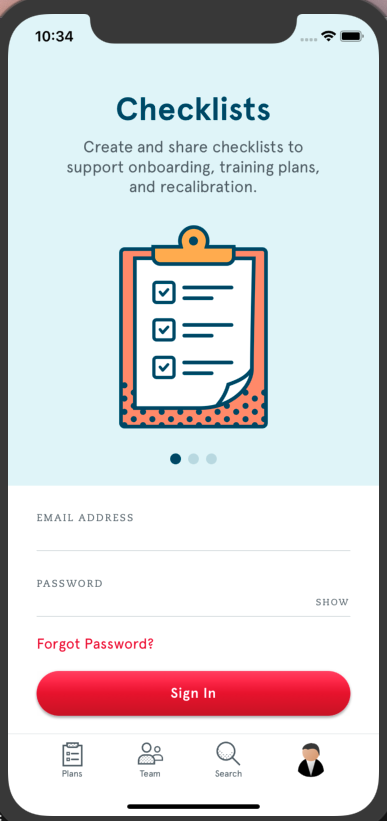 10:34
Checklists
Create and share checklists to
support onboarding, training plans,
and recalibration.
EMAIL ADDRESS
PASSWORD
SHOW
Forgot Password?
Sign In
Plans
Team
Search